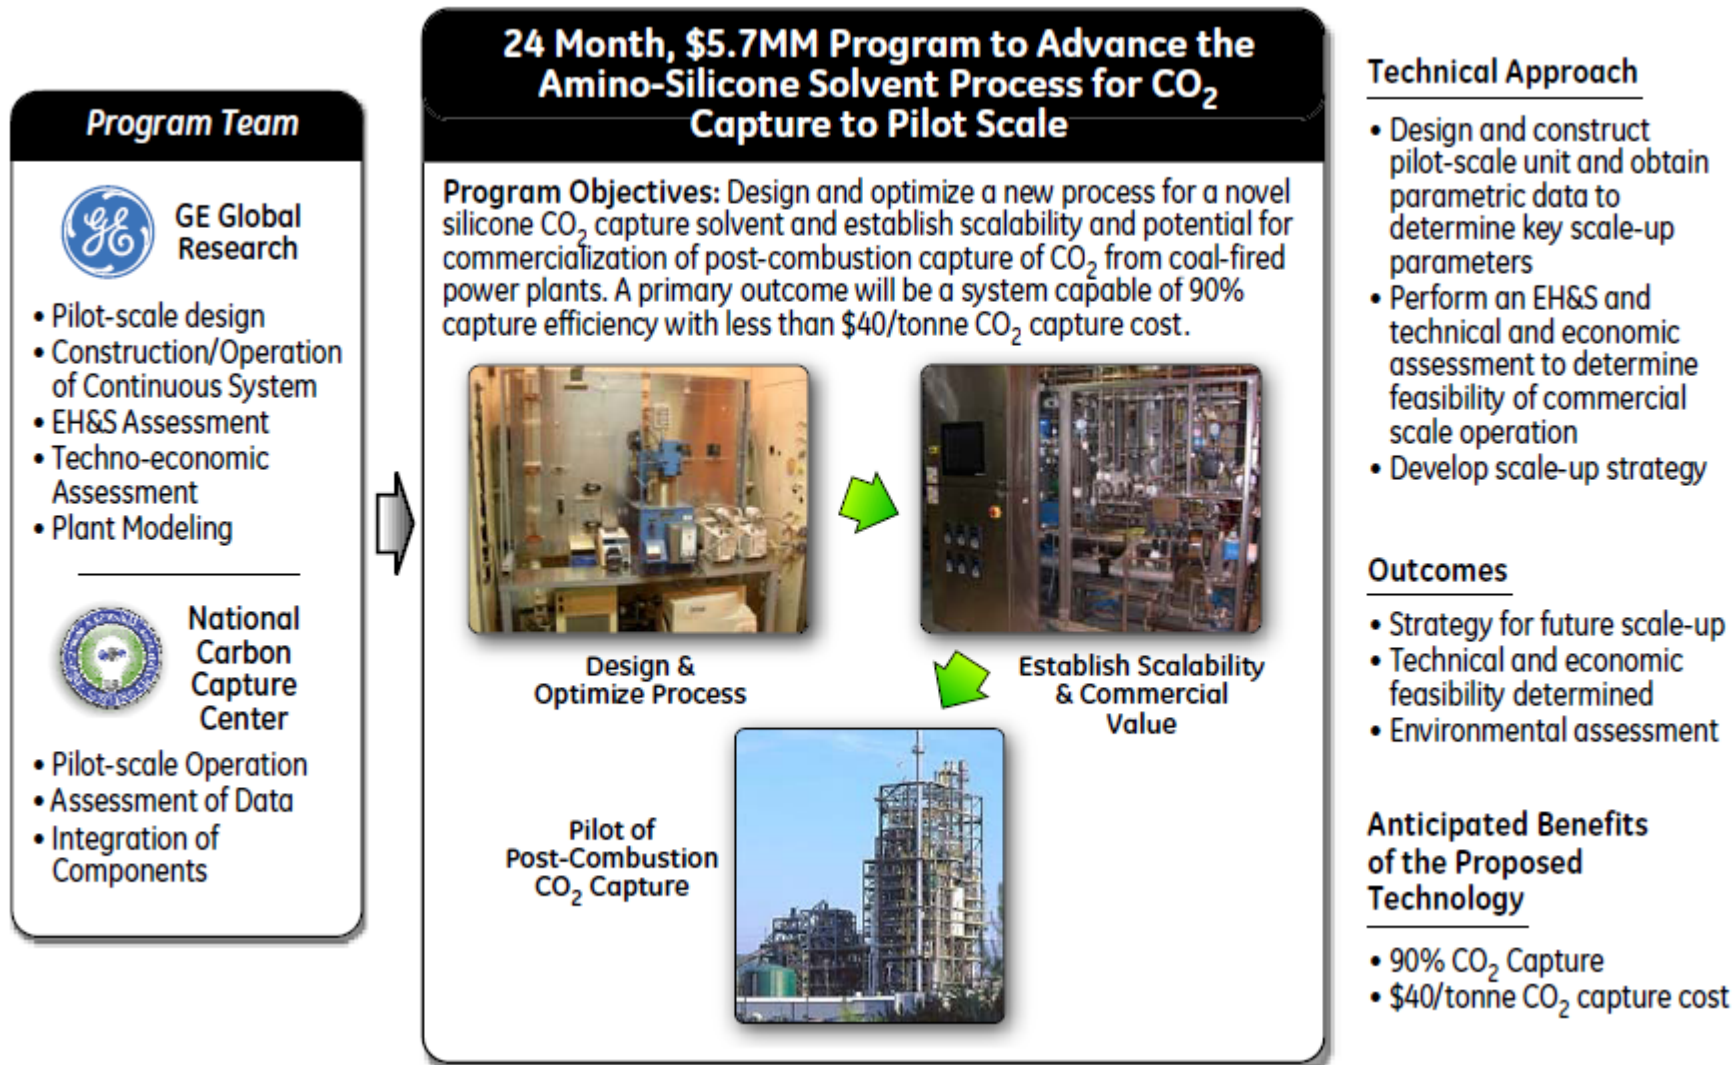 24 Month, $5.7MM Program to Advance the
Amino-Silicone Solvent Process for CO₂
Capture to Pilot Scale
Program Team
GE Global
Research
• Pilot-scale design
• Construction/Operation
of Continuous System
• EH&S Assessment
• Techno-economic
Assessment
• Plant Modeling
National
Carbon
Capture
Center
• Pilot-scale Operation
• Assessment of Data
• Integration of
Components
Program Objectives: Design and optimize a new process for a novel
silicone CO₂ capture solvent and establish scalability and potential for
commercialization of post-combustion capture of CO₂ from coal-fired
power plants. A primary outcome will be a system capable of 90%
capture efficiency with less than $40/tonne CO₂ capture cost.
Design &
Optimize Process
Establish Scalability
& Commercial
Value
Pilot of
Post-Combustion
CO₂ Capture
Technical Approach
• Design and construct
pilot-scale unit and obtain
parametric data to
determine key scale-up
parameters
• Perform an EH&S and
technical and economic
assessment to determine
feasibility of commercial
scale operation
• Develop scale-up strategy
Outcomes
• Strategy for future scale-up
• Technical and economic
feasibility determined
• Environmental assessment
Anticipated Benefits
of the Proposed
Technology
• 90% CO₂ Capture
• $40/tonne CO₂ capture cost